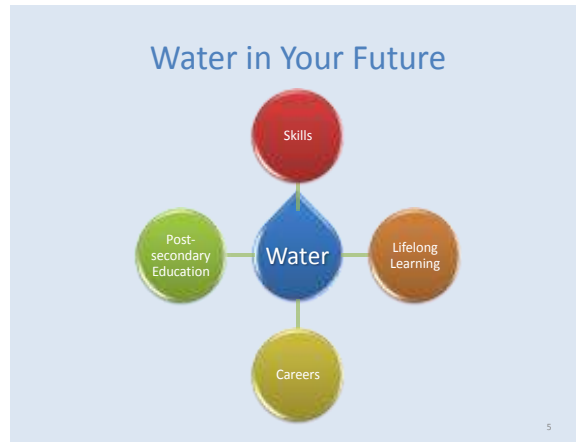 Water in Your Future
Skills
Post-
secondary
Education
Water
Lifelong
Learning
Careers
5